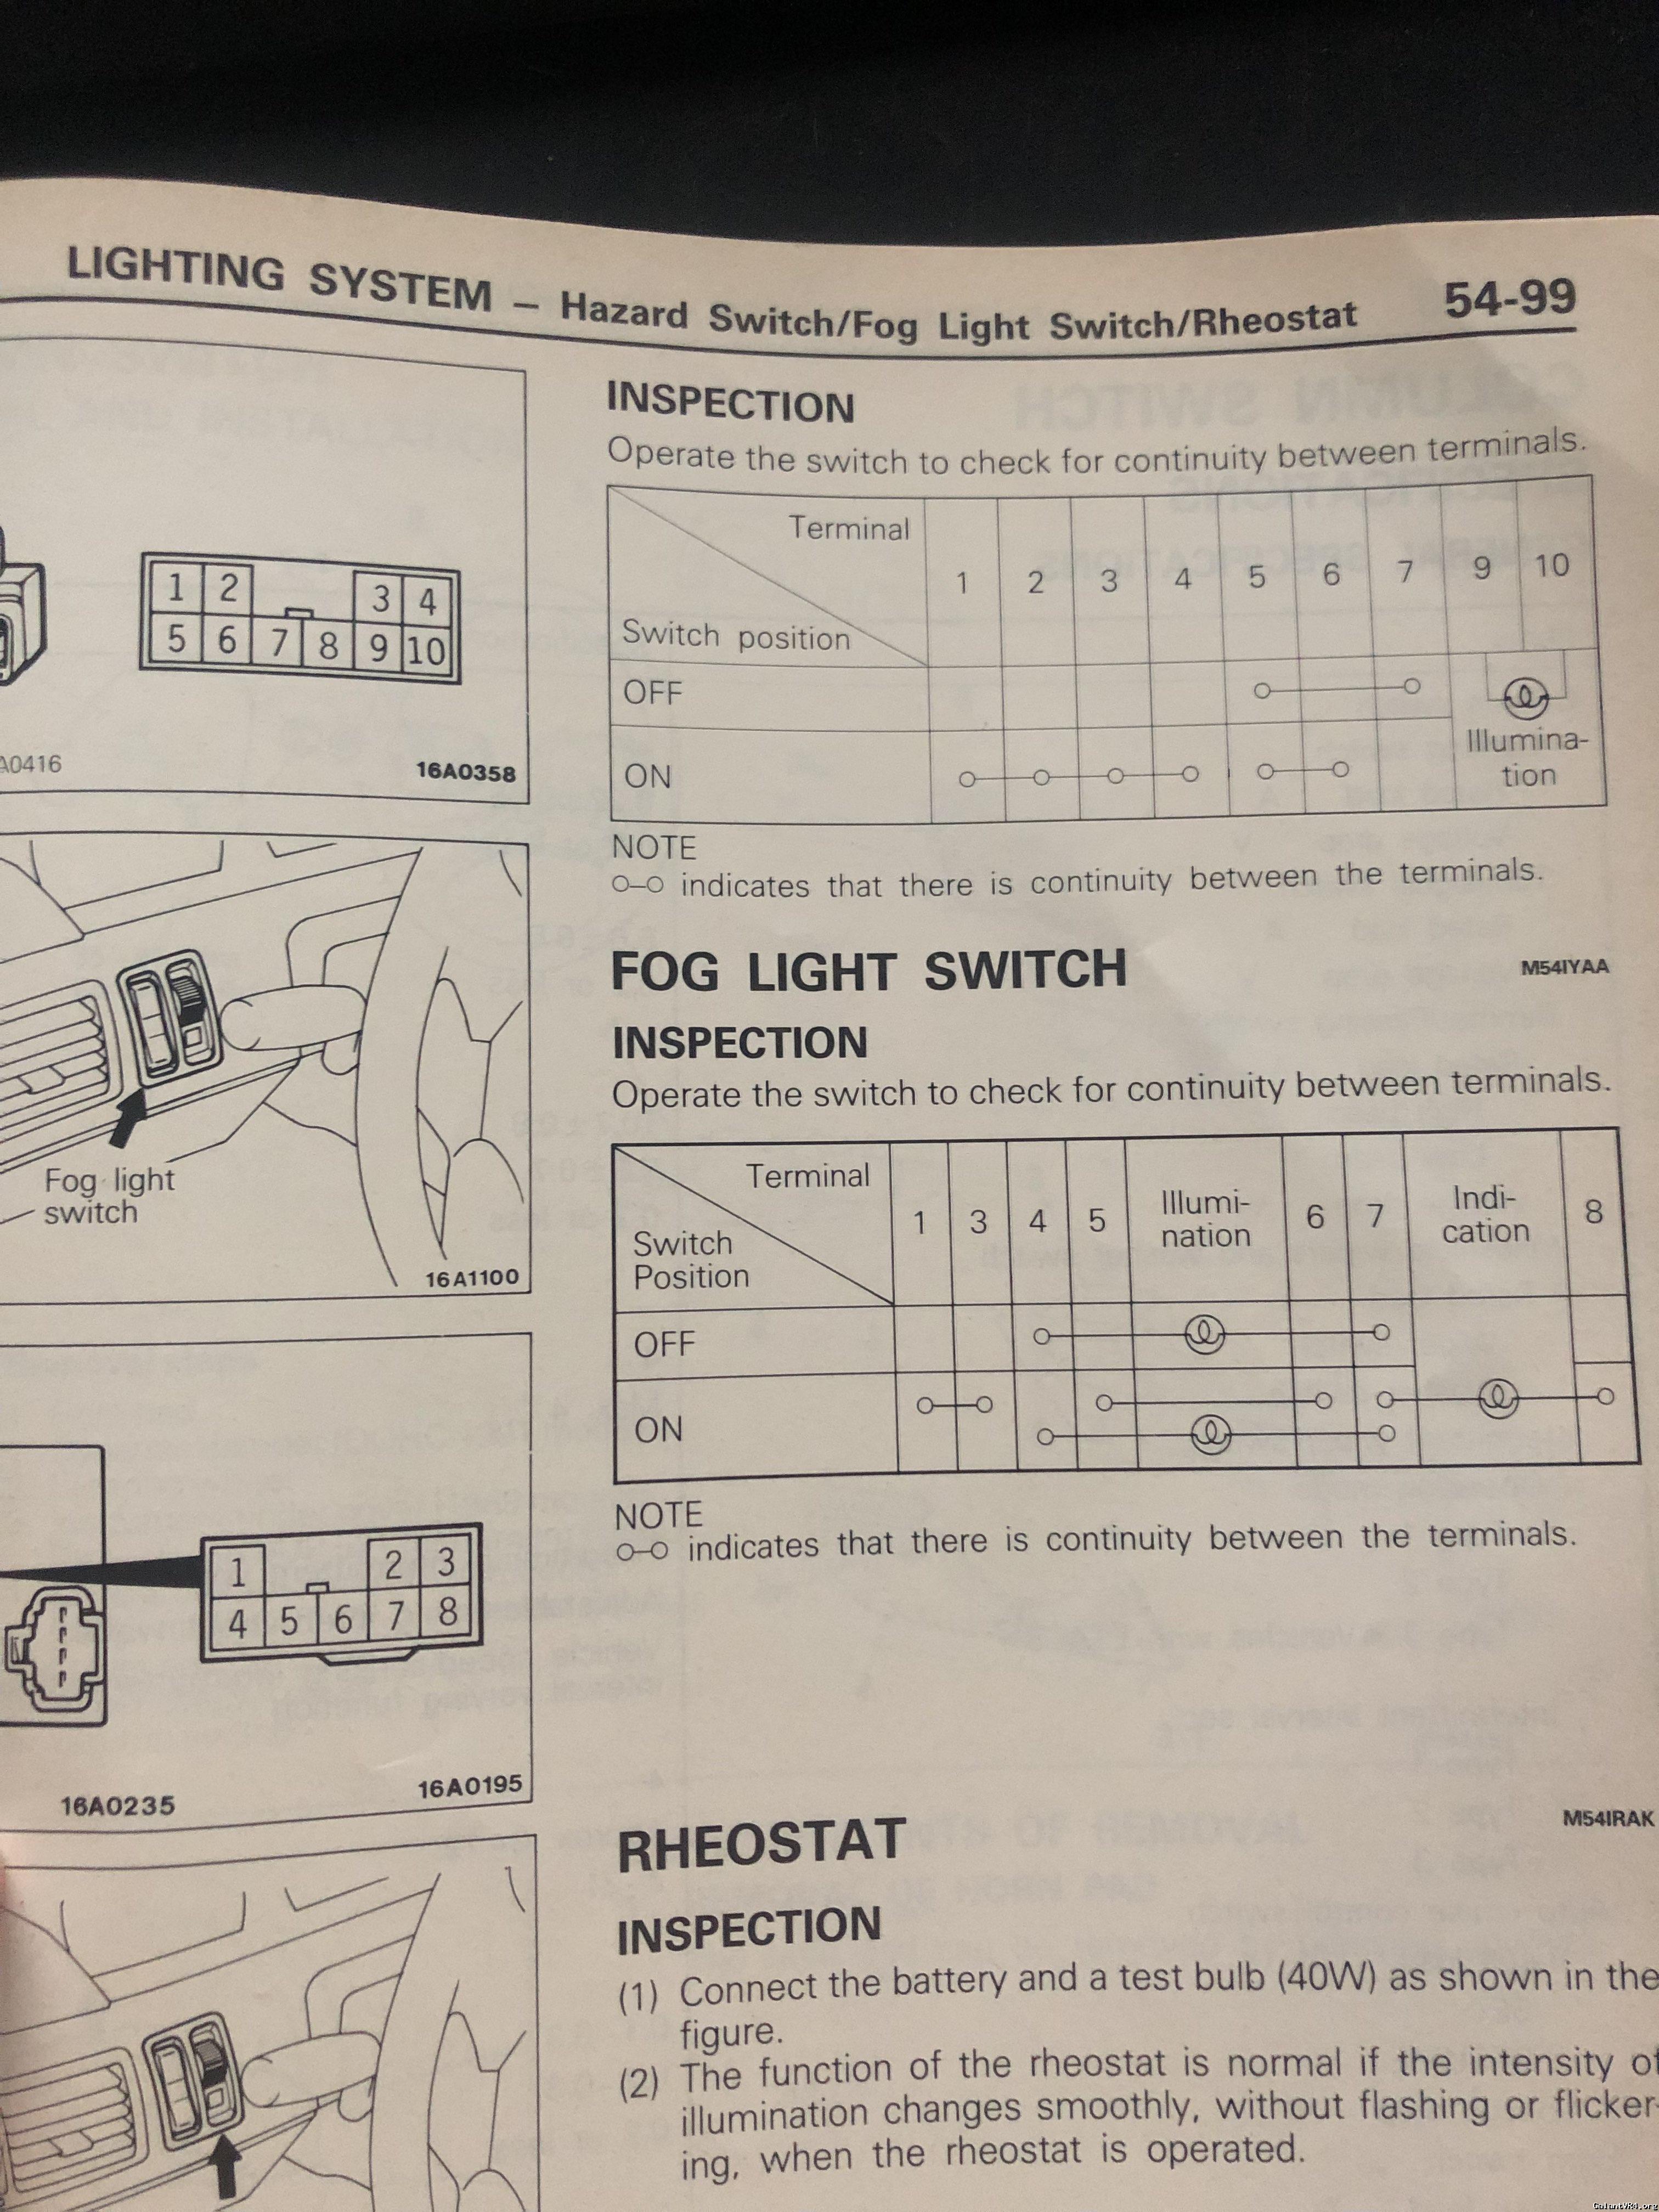 LIGHTING SYSTEM – Hazard Switch/Fog Light Switch/Rheostat 54-99
1 2 3 4
5 6 7 8 9 10
A0416 16A0358
INSPECTION
Operate the switch to check for continuity between terminals.
Terminal
Switch position
1 2 3 4 5 6 7 9 10
OFF
ON
Illumina-
tion
NOTE
o–o indicates that there is continuity between the terminals.
Fog light
switch
16A1100
FOG LIGHT SWITCH M54IYAA
INSPECTION
Operate the switch to check for continuity between terminals.
Terminal
Switch
Position
1 3 4 5 Illumi-
nation 6 7 Indi-
cation 8
OFF
ON
NOTE
o–o indicates that there is continuity between the terminals.
1 2 3
4 5 6 7 8
16A0235 16A0195
RHEOSTAT M54IRAK
INSPECTION
(1) Connect the battery and a test bulb (40W) as shown in the
figure.
(2) The function of the rheostat is normal if the intensity of
illumination changes smoothly, without flashing or flicker-
ing, when the rheostat is operated.
GalantVR4.org